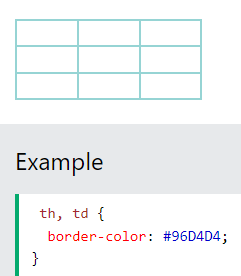 Example
th, td {
border-color: #96D4D4;
}